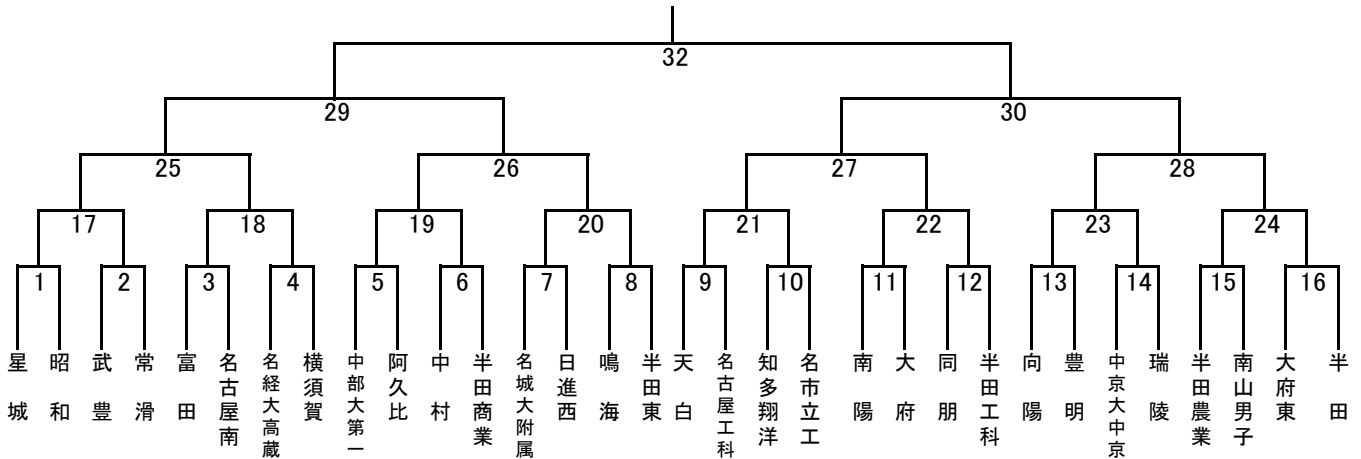 32
29
30
25
26
27
28
17
18
19
20
21
22
23
24
1
2
3
4
5
6
7
8
9
10
11
12
13
14
15
16
星城
昭和
武豊
常滑
富田
名古屋南
名経大高蔵
横須賀
中部大第一
阿久比
中村
半田商業
名城大附属
日進西
鳴海
半田東
天白
名古屋工科
知多翔洋
名市立工
南陽
大府
同朋
半田工科
向陽
豊明
中京大中京
瑞陵
半田農業
南山男子
大府東
半田